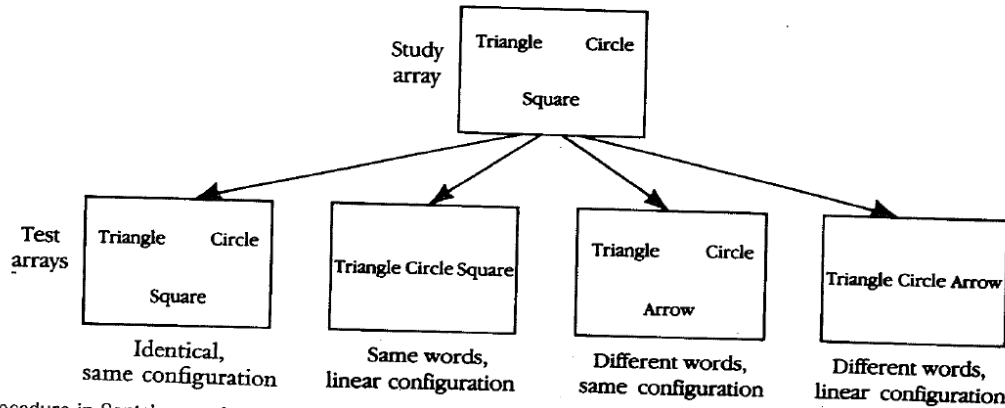 Study
array
Triangle Circle
Square
Test
arrays
Triangle Circle
Square
Identical,
same configuration
Triangle Circle Square
Same words,
linear configuration
Triangle Circle
Arrow
Different words,
same configuration
Triangle Circle Arrow
Different words,
linear configuration